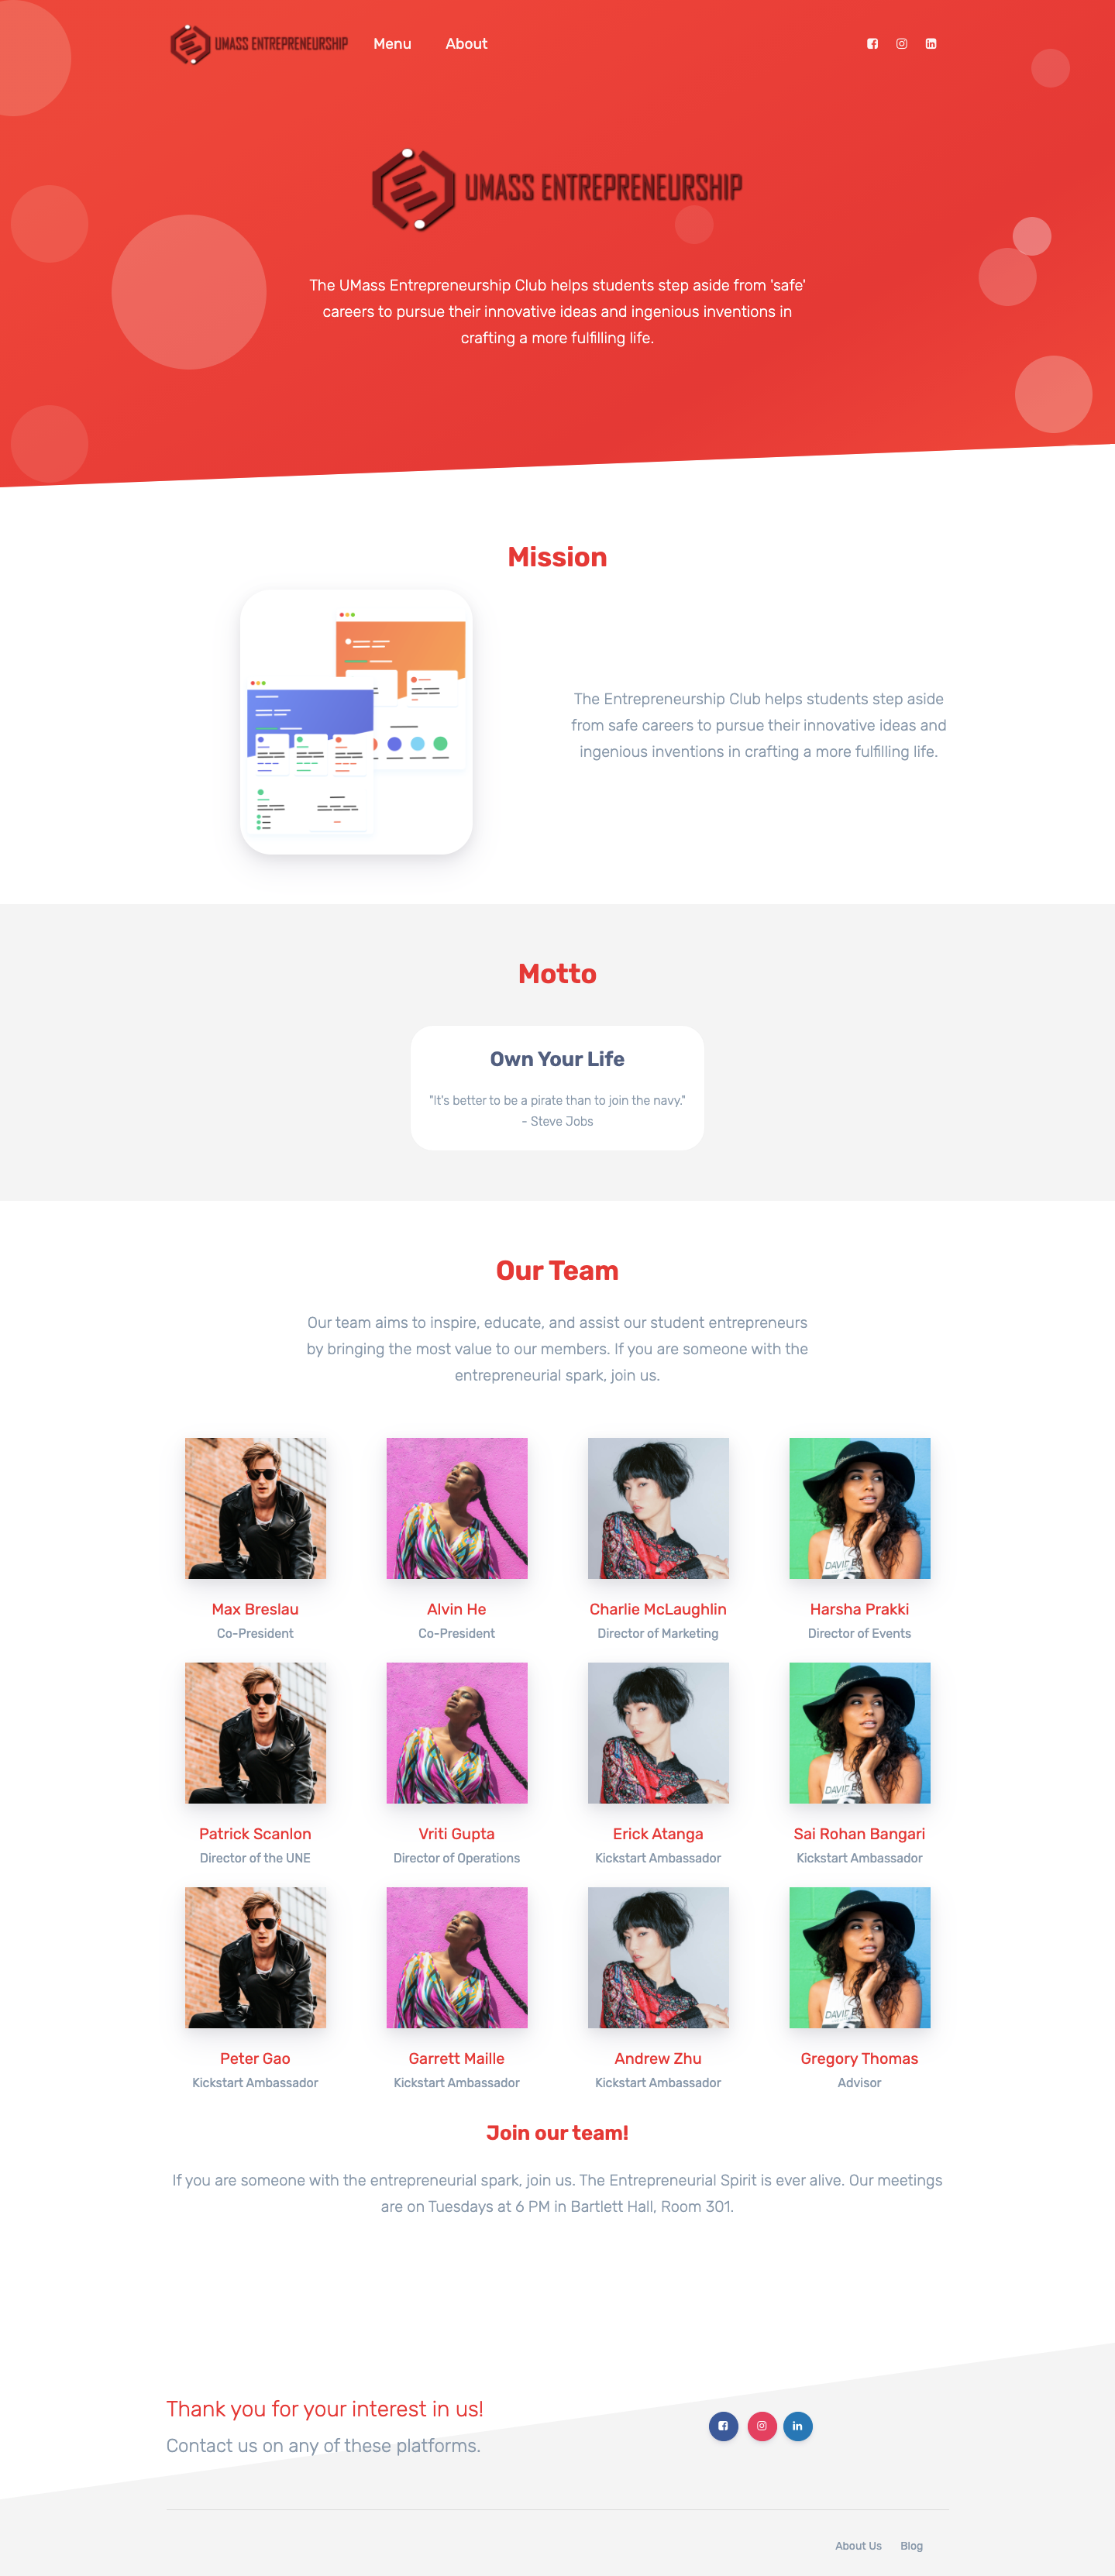 UMASS ENTREPRENEURSHIP
Menu
About
UMASS ENTREPRENEURSHIP
The UMass Entrepreneurship Club helps students step aside from 'safe'
careers to pursue their innovative ideas and ingenious inventions in
crafting a more fulfilling life.
Mission
The Entrepreneurship Club helps students step aside
from safe careers to pursue their innovative ideas and
ingenious inventions in crafting a more fulfilling life.
Motto
Own Your Life
"It's better to be a pirate than to join the navy."
- Steve Jobs
Our Team
Our team aims to inspire, educate, and assist our student entrepreneurs
by bringing the most value to our members. If you are someone with the
entrepreneurial spark, join us.
Max Breslau
Co-President
Alvin He
Co-President
Charlie McLaughlin
Director of Marketing
Harsha Prakki
Director of Events
Patrick Scanlon
Director of the UNE
Vriti Gupta
Director of Operations
Erick Atanga
Kickstart Ambassador
Sai Rohan Bangari
Kickstart Ambassador
Peter Gao
Kickstart Ambassador
Garrett Maille
Kickstart Ambassador
Andrew Zhu
Kickstart Ambassador
Gregory Thomas
Advisor
Join our team!
If you are someone with the entrepreneurial spark, join us. The Entrepreneurial Spirit is ever alive. Our meetings
are on Tuesdays at 6 PM in Bartlett Hall, Room 301.
Thank you for your interest in us!
Contact us on any of these platforms.
About Us
Blog